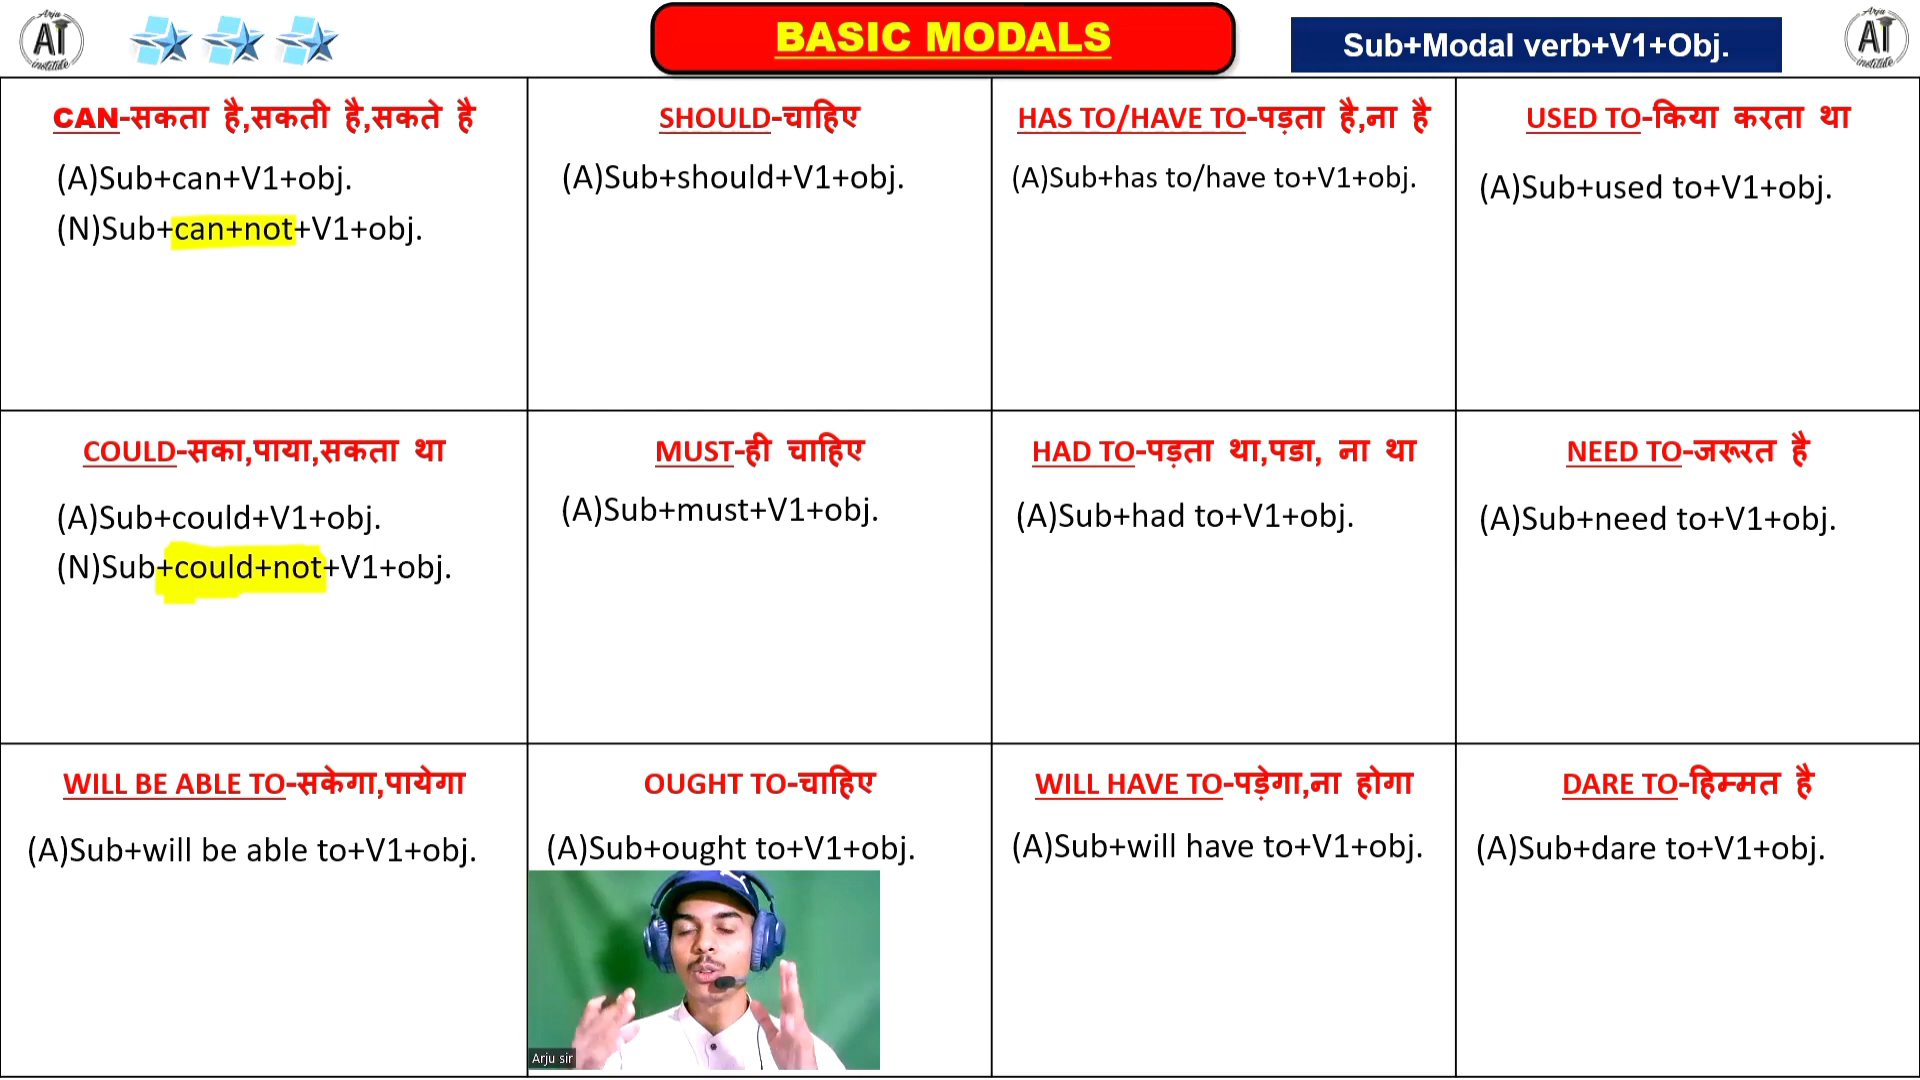 Arju
AT
institute
BASIC MODALS
Sub+Modal verb+V1+Obj.
Arju
AT
institute
CAN-सकता है,सकती है,सकते है
(A)Sub+can+V1+obj.
(N)Sub+can+not+V1+obj.
SHOULD-चाहिए
(A)Sub+should+V1+obj.
HAS TO/HAVE TO-पड़ता है,ना है
(A)Sub+has to/have to+V1+obj.
USED TO-किया करता था
(A)Sub+used to+V1+obj.
COULD-सका,पाया,सकता था
(A)Sub+could+V1+obj.
(N)Sub+could+not+V1+obj.
MUST-ही चाहिए
(A)Sub+must+V1+obj.
HAD TO-पड़ता था,पडा, ना था
(A)Sub+had to+V1+obj.
NEED TO-जरूरत है
(A)Sub+need to+V1+obj.
WILL BE ABLE TO-सकेगा,पायेगा
(A)Sub+will be able to+V1+obj.
OUGHT TO-चाहिए
(A)Sub+ought to+V1+obj.
Arju sir
WILL HAVE TO-पड़ेगा,ना होगा
(A)Sub+will have to+V1+obj.
DARE TO-हिम्मत है
(A)Sub+dare to+V1+obj.